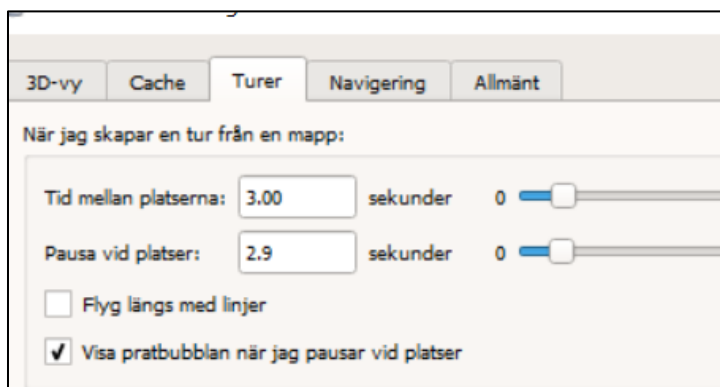 3D-vy Cache Turer Navigering Allmänt
När jag skapar en tur från en mapp:
Tid mellan platserna: 3.00 sekunder 0
Pausa vid platser: 2.9 sekunder 0
Flyg längs med linjer
Visa pratbubblan när jag pausar vid platser